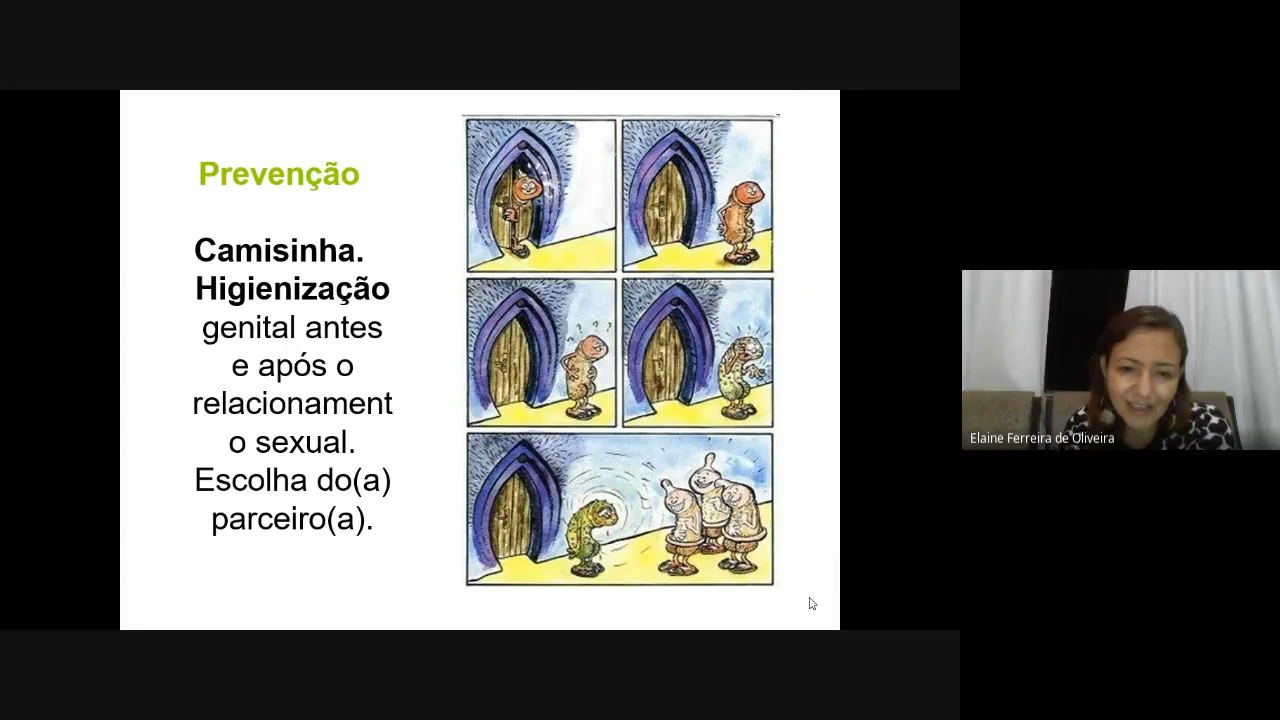 Prevenção
Camisinha.
Higienização
genital antes
e após o
relacionament
o sexual.
Escolha do(a)
parceiro(a).
? ? ?
Elaine Ferreira de Oliveira